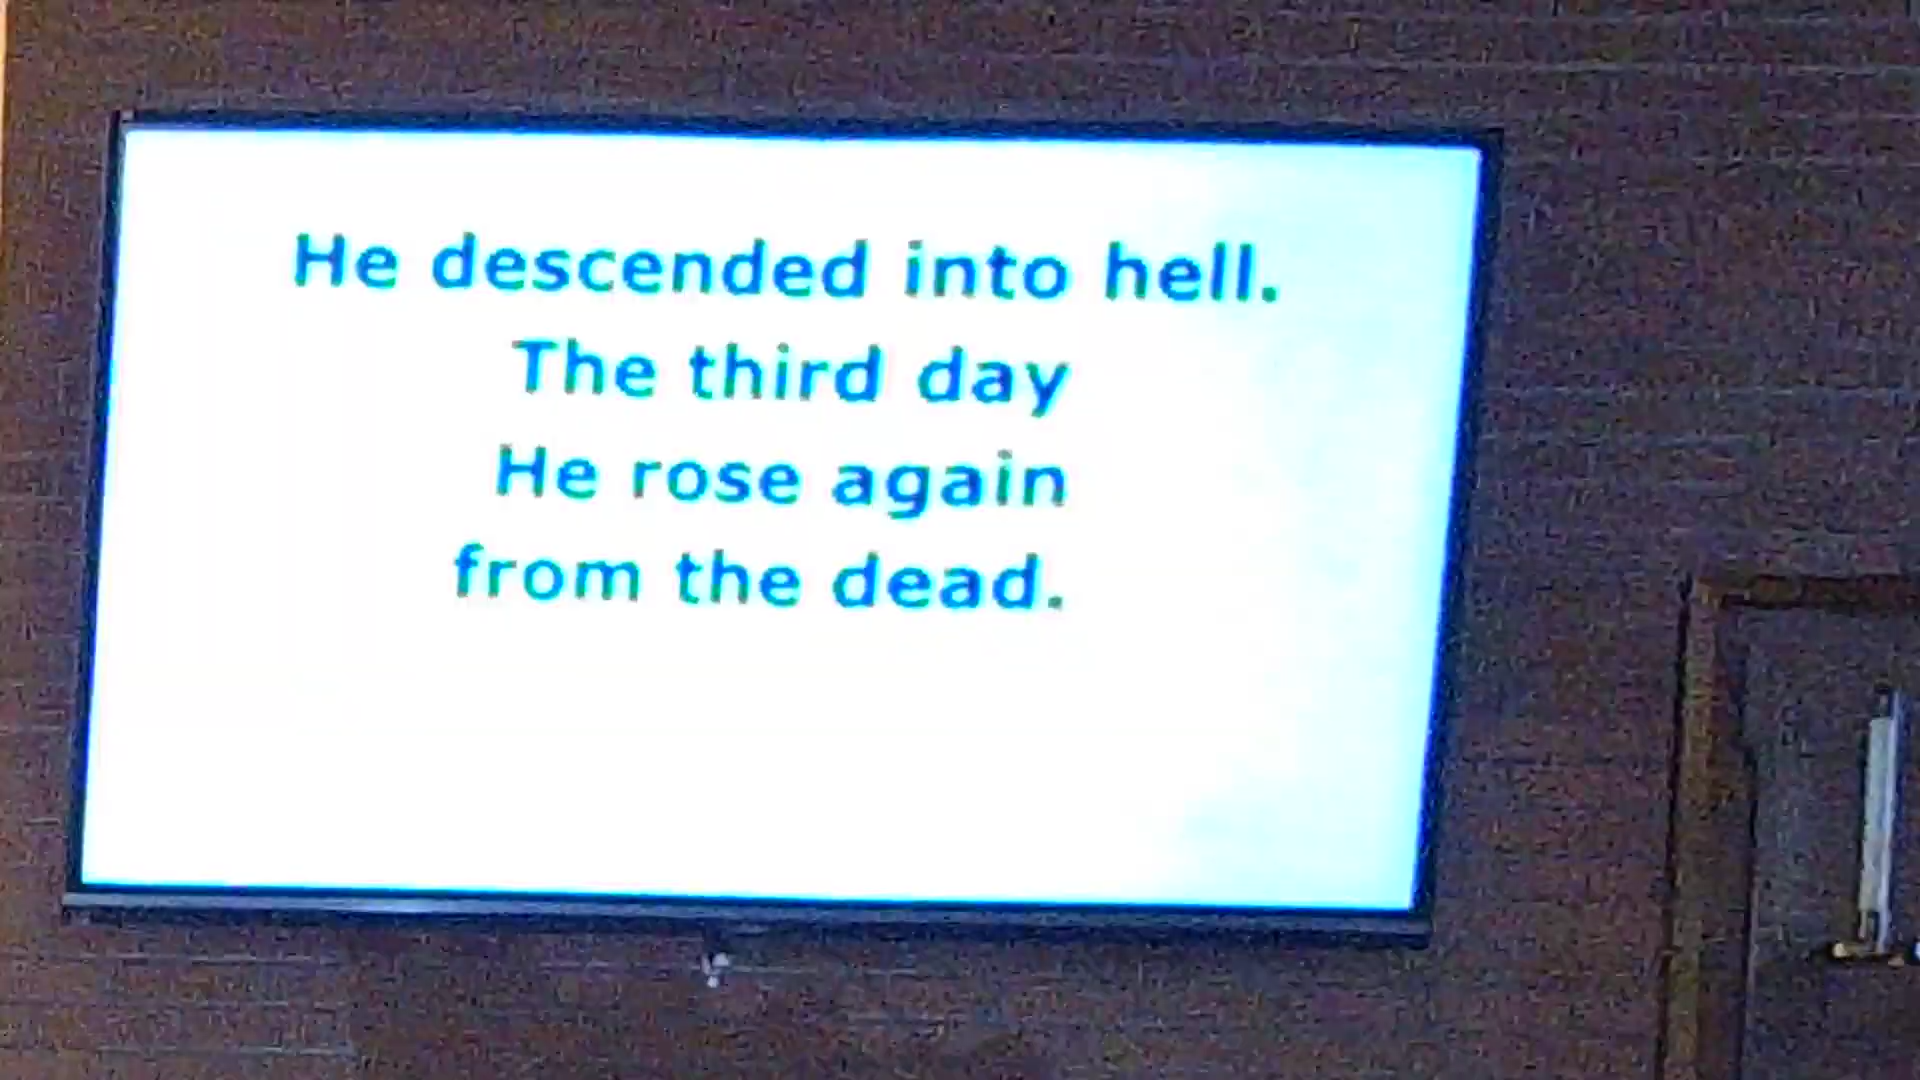 He descended into hell.
The third day
He rose again
from the dead.